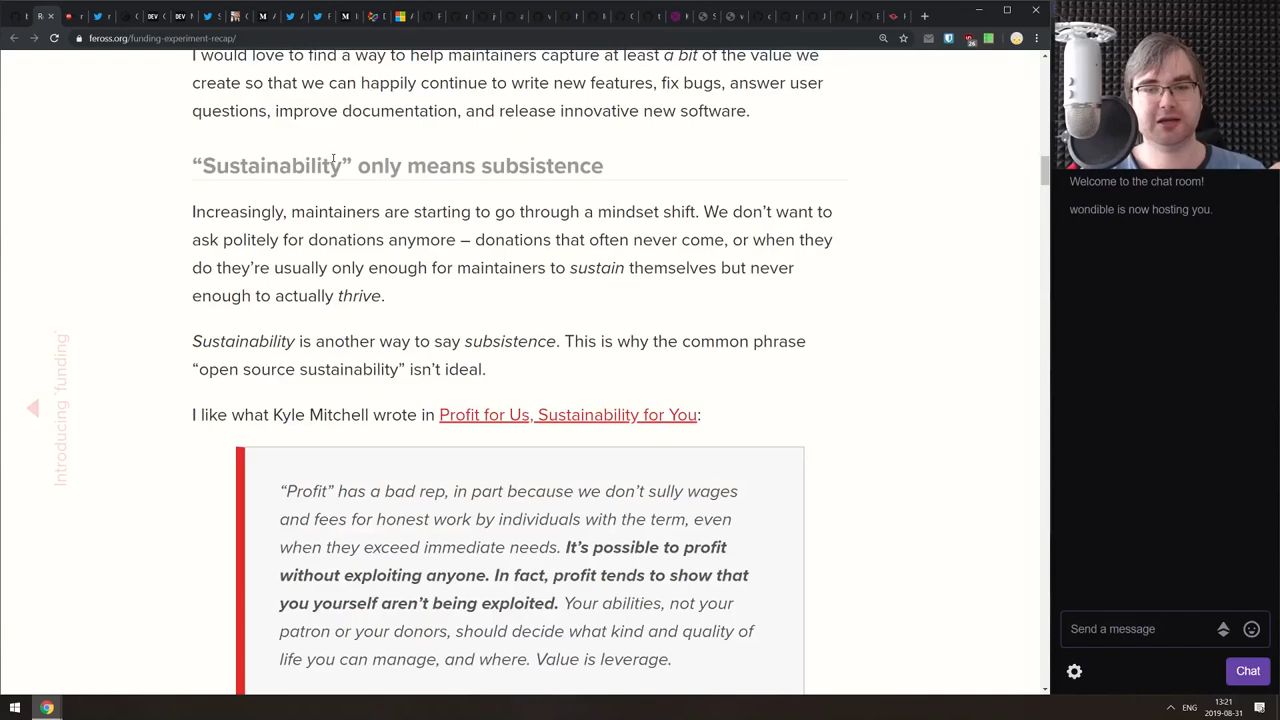 feross.org/funding-experiment-recap/
26
I would love to find a way to help maintainers capture at least a bit of the value we
create so that we can happily continue to write new features, fix bugs, answer user
questions, improve documentation, and release innovative new software.
“Sustainability” only means subsistence
Increasingly, maintainers are starting to go through a mindset shift. We don’t want to
ask politely for donations anymore – donations that often never come, or when they
do they’re usually only enough for maintainers to sustain themselves but never
enough to actually thrive.
Sustainability is another way to say subsistence. This is why the common phrase
“open source sustainability” isn’t ideal.
I like what Kyle Mitchell wrote in Profit for Us, Sustainability for You:
“Profit” has a bad rep, in part because we don’t sully wages
and fees for honest work by individuals with the term, even
when they exceed immediate needs. It’s possible to profit
without exploiting anyone. In fact, profit tends to show that
you yourself aren’t being exploited. Your abilities, not your
patron or your donors, should decide what kind and quality of
life you can manage, and where. Value is leverage.
Introducing `funding`
Welcome to the chat room!
wondible is now hosting you.
Send a message
Chat
ENG
13:21
2019-08-31